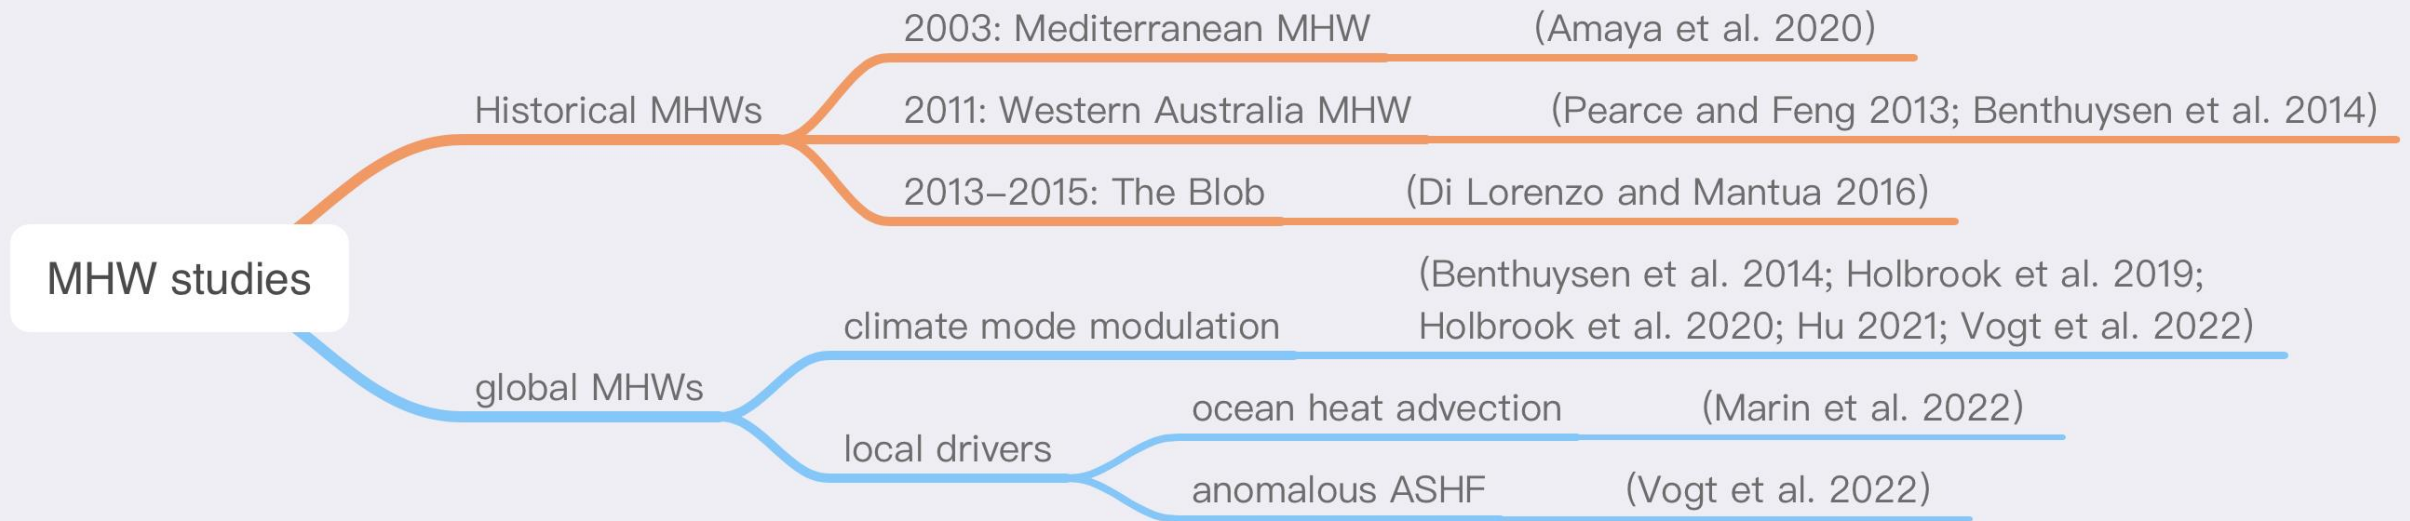 2003: Mediterranean MHW (Amaya et al. 2020)
Historical MHWs
2011: Western Australia MHW (Pearce and Feng 2013; Benthuysen et al. 2014)
2013–2015: The Blob (Di Lorenzo and Mantua 2016)
MHW studies
(Benthuysen et al. 2014; Holbrook et al. 2019;
climate mode modulation
Holbrook et al. 2020; Hu 2021; Vogt et al. 2022)
global MHWs
ocean heat advection (Marin et al. 2022)
local drivers
anomalous ASHF (Vogt et al. 2022)